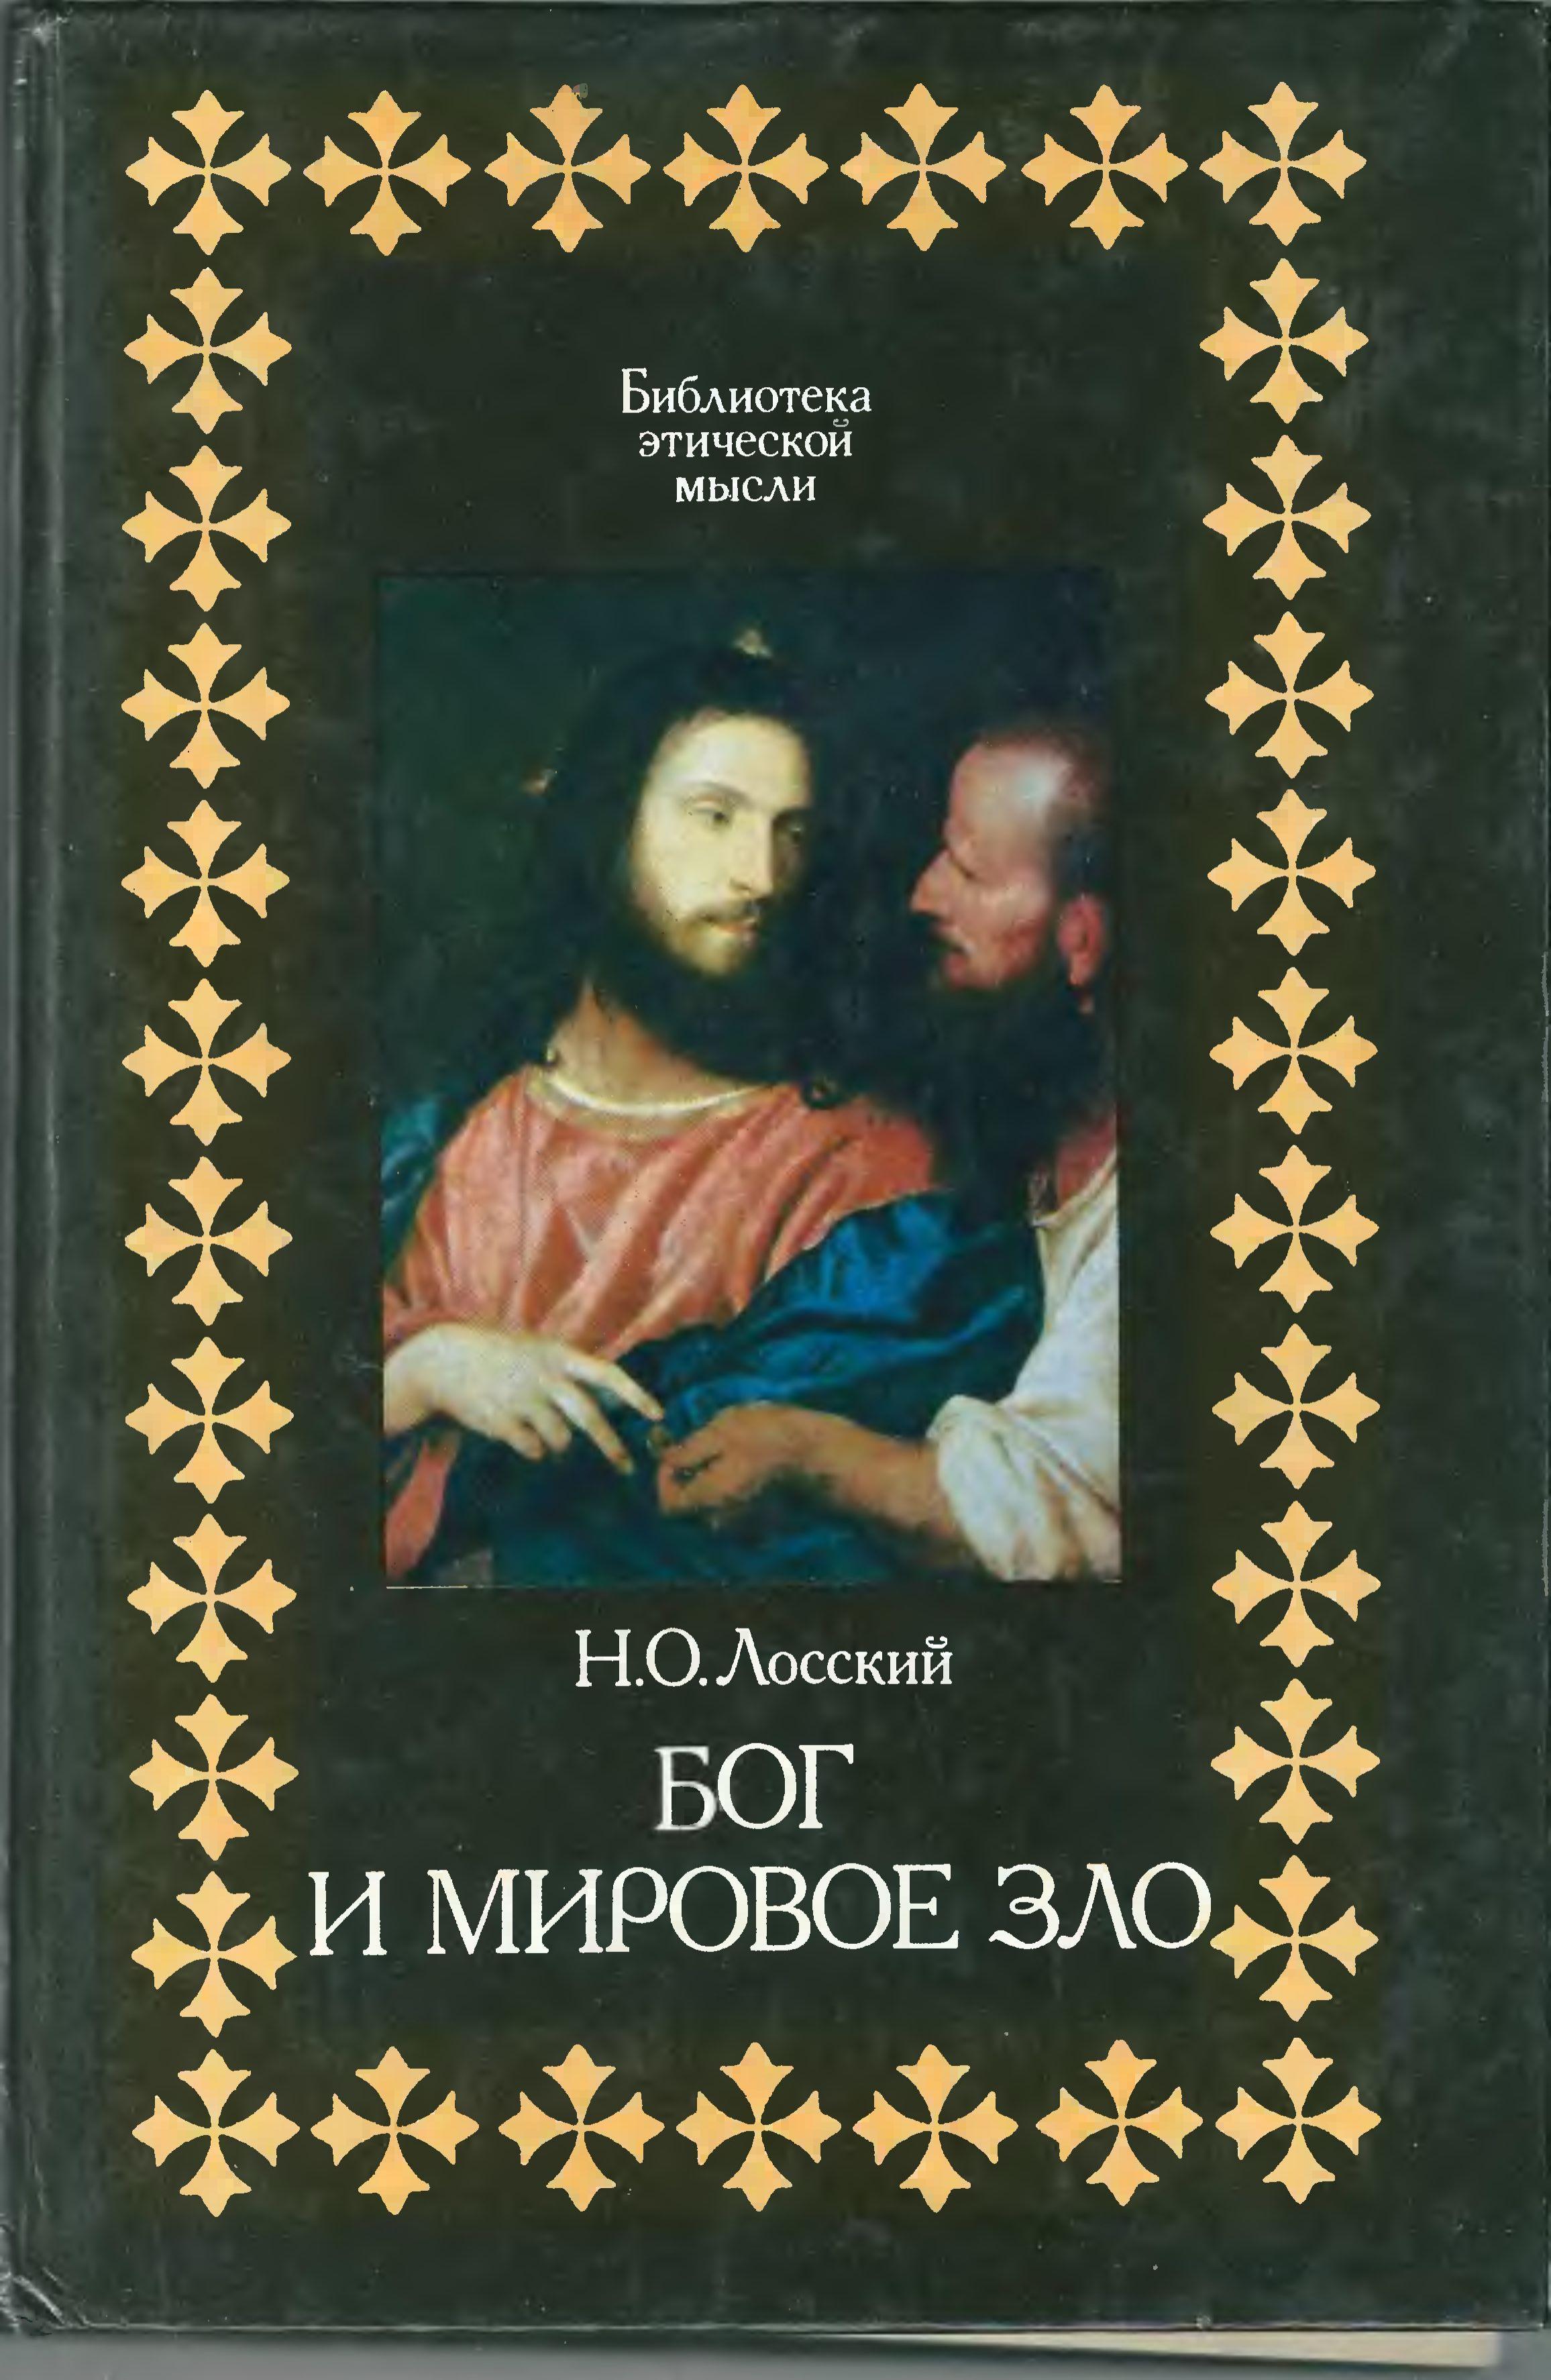 Библиотека
этической
мысли
Н.О.Лосский
БОГ
И МИРОВОЕ ЗЛО